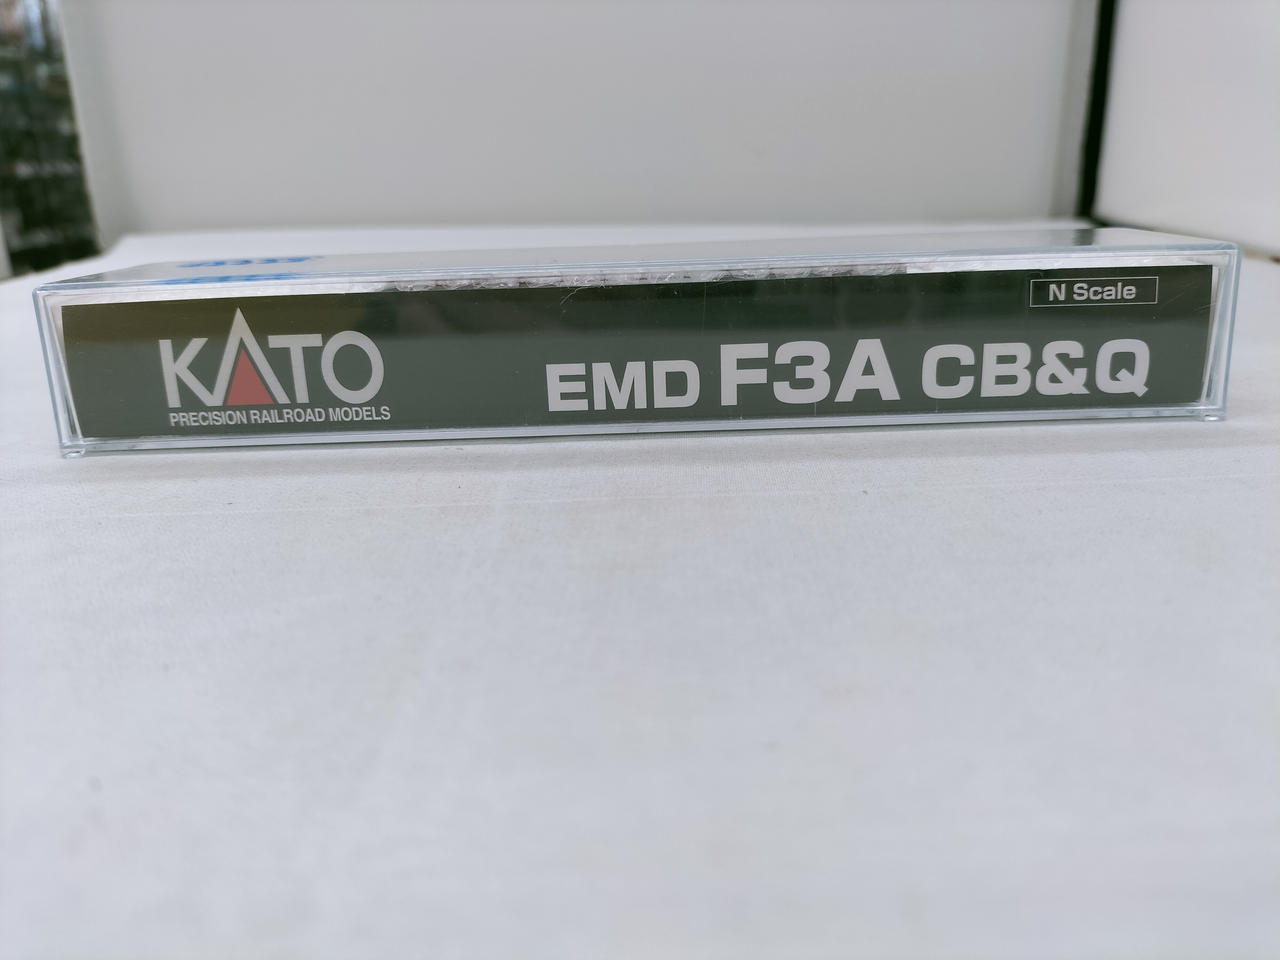 KATO
PRECISION RAILROAD MODELS
N Scale
EMD F3A CB&Q